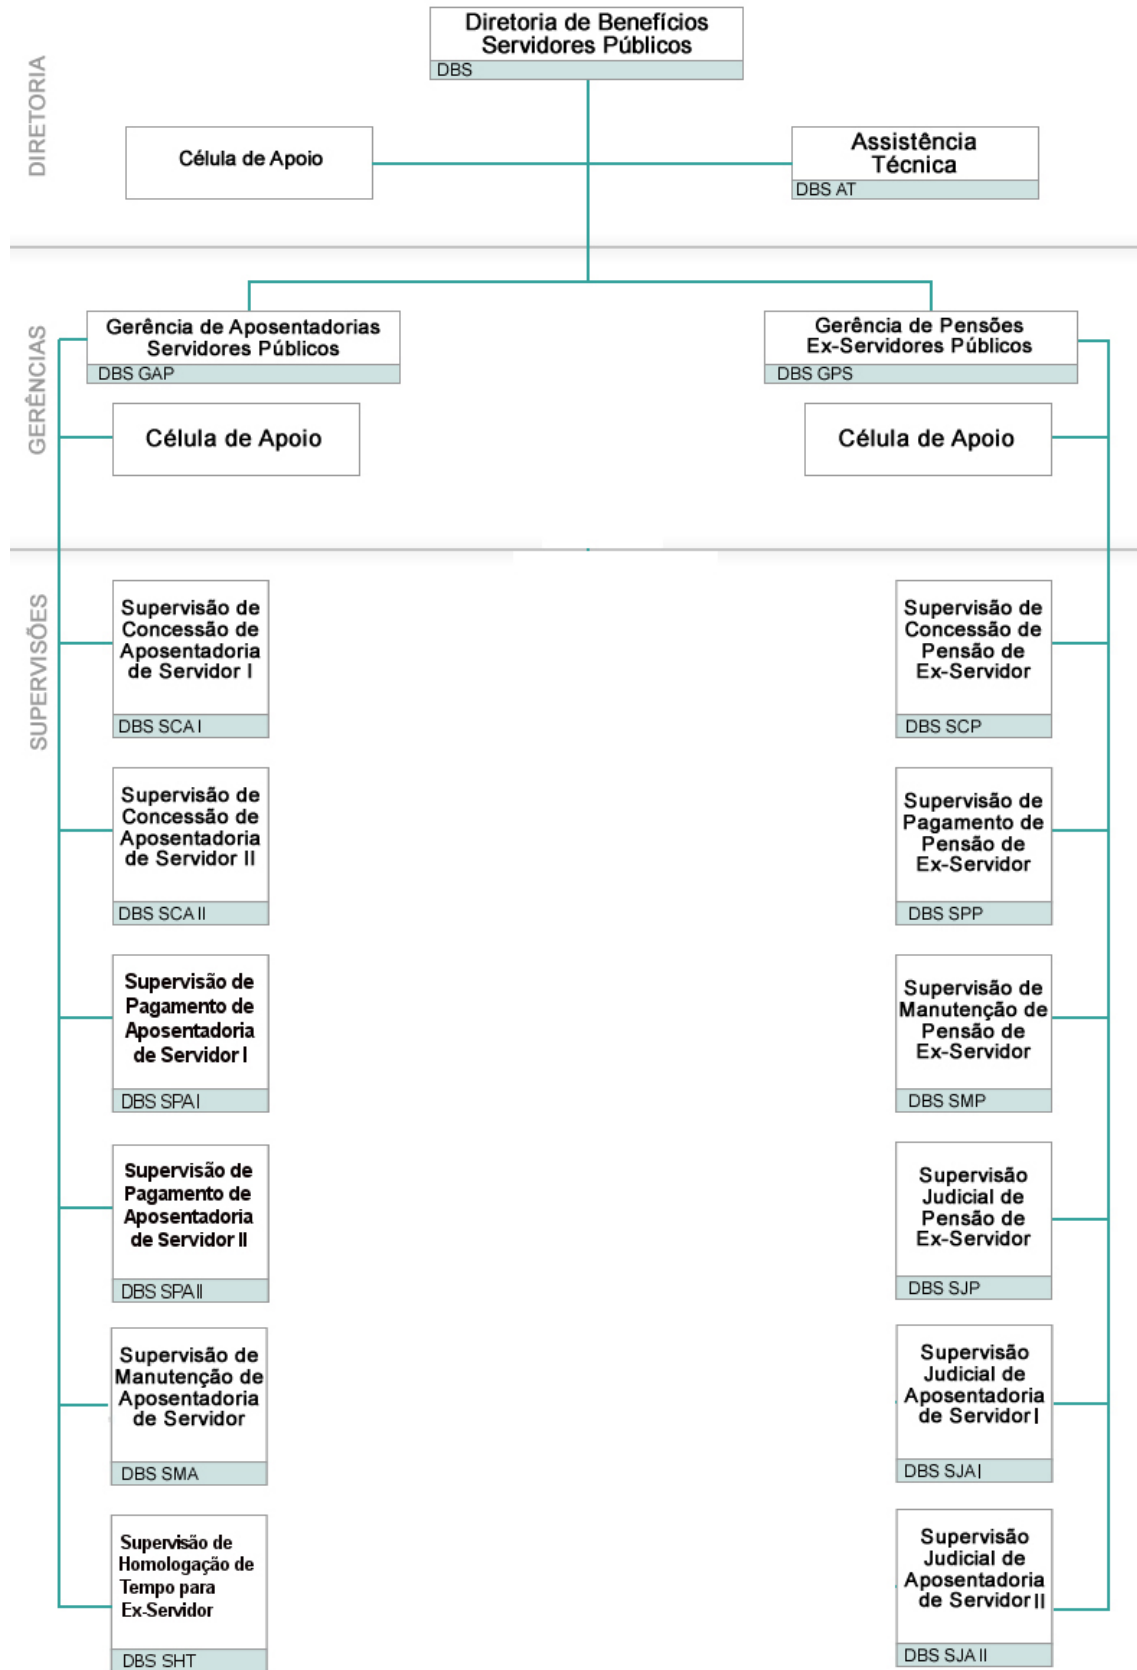 Diretoria de Benefícios
Servidores Públicos
DBS
DIRETORIA
Célula de Apoio
Assistência
Técnica
DBS AT
GERÊNCIAS
Gerência de Aposentadorias
Servidores Públicos
DBS GAP
Gerência de Pensões
Ex-Servidores Públicos
DBS GPS
Célula de Apoio
Célula de Apoio
SUPERVISÕES
Supervisão de
Concessão de
Aposentadoria
de Servidor I
DBS SCA I
Supervisão de
Concessão de
Pensão de
Ex-Servidor
DBS SCP
Supervisão de
Concessão de
Aposentadoria
de Servidor II
DBS SCA II
Supervisão de
Pagamento de
Pensão de
Ex-Servidor
DBS SPP
Supervisão de
Pagamento de
Aposentadoria
de Servidor I
DBS SPA I
Supervisão de
Manutenção de
Pensão de
Ex-Servidor
DBS SMP
Supervisão de
Pagamento de
Aposentadoria
de Servidor II
DBS SPA II
Supervisão
Judicial de
Pensão de
Ex-Servidor
DBS SJP
Supervisão de
Manutenção de
Aposentadoria
de Servidor
DBS SMA
Supervisão
Judicial de
Aposentadoria
de Servidor I
DBS SJA I
Supervisão de
Homologação de
Tempo para
Ex-Servidor
DBS SHT
Supervisão
Judicial de
Aposentadoria
de Servidor II
DBS SJA II